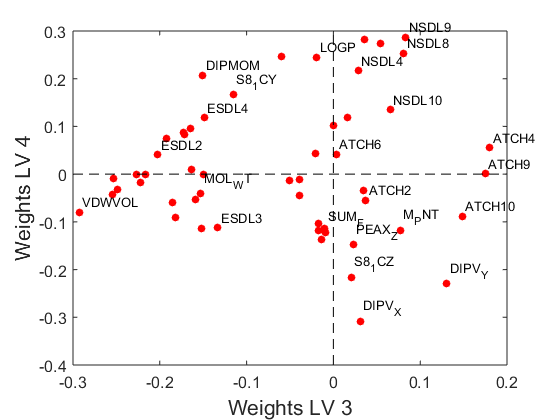 NSDL9
NSDL8
LOGP
NSDL4
DIPMOM
S8₁CY
NSDL10
ESDL4
ESDL2
ATCH6
ATCH4
ATCH9
MOL_WT
ATCH2
VDWVOL
ATCH10
ESDL3
SUM_F
PEAX_Z
M_PNT
S8₁CZ
DIPV_Y
DIPV_X
0.3
0.2
0.1
0
-0.1
-0.2
-0.3
-0.4
-0.3
-0.2
-0.1
0
0.1
0.2
Weights LV 4
Weights LV 3